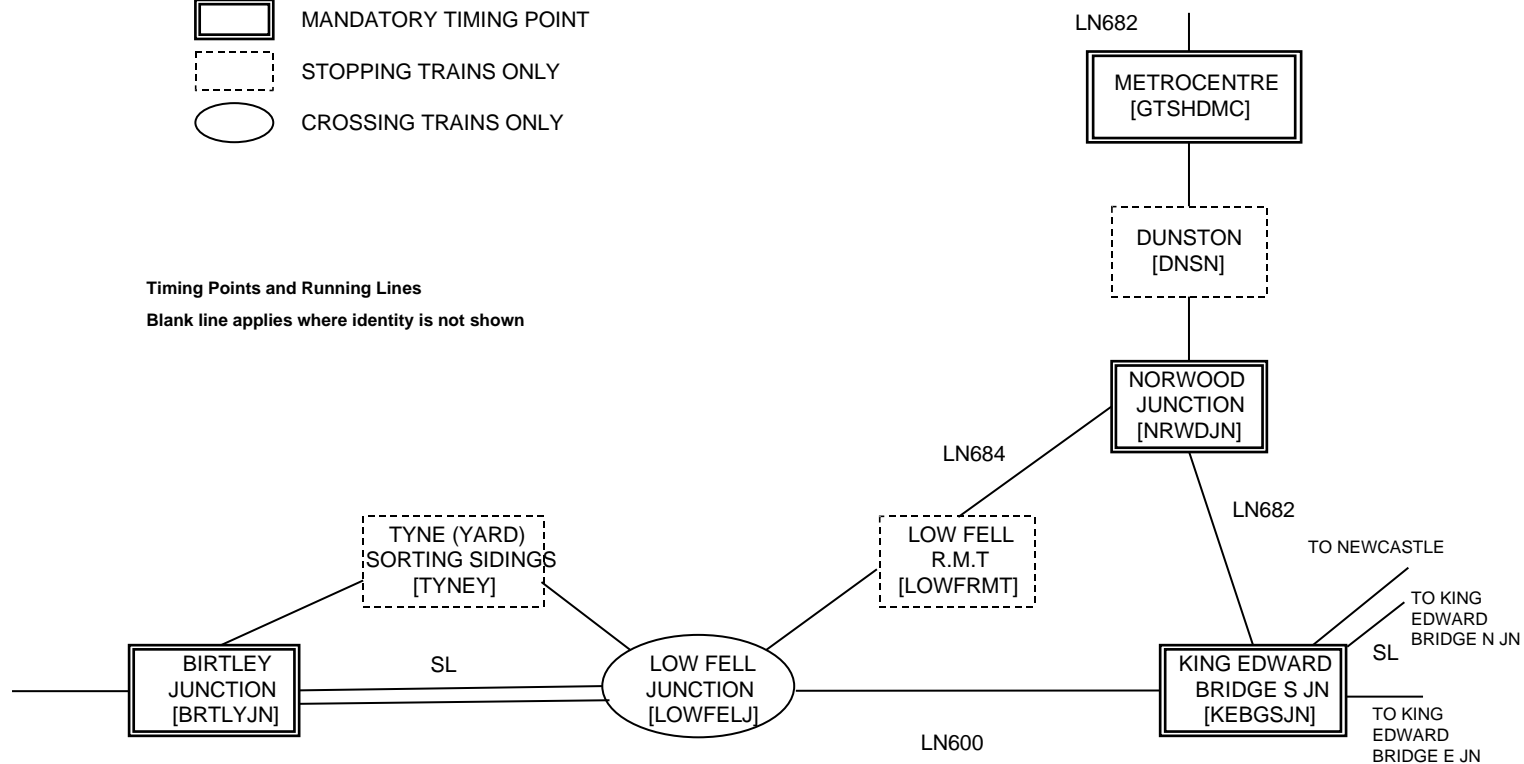 MANDATORY TIMING POINT
STOPPING TRAINS ONLY
CROSSING TRAINS ONLY
LN682
METROCENTRE
[GTSHDMC]
DUNSTON
[DNSN]
Timing Points and Running Lines
Blank line applies where identity is not shown
NORWOOD
JUNCTION
[NRWDJN]
LN684
LN682
TYNE (YARD)
SORTING SIDINGS
[TYNEY]
LOW FELL
R.M.T
[LOWFRMT]
TO NEWCASTLE
TO KING
EDWARD
BRIDGE N JN
SL
BIRTLEY
JUNCTION
[BRTLYJN]
SL
LOW FELL
JUNCTION
[LOWFELJ]
KING EDWARD
BRIDGE S JN
[KEBGSJN]
LN600
TO KING
EDWARD
BRIDGE E JN